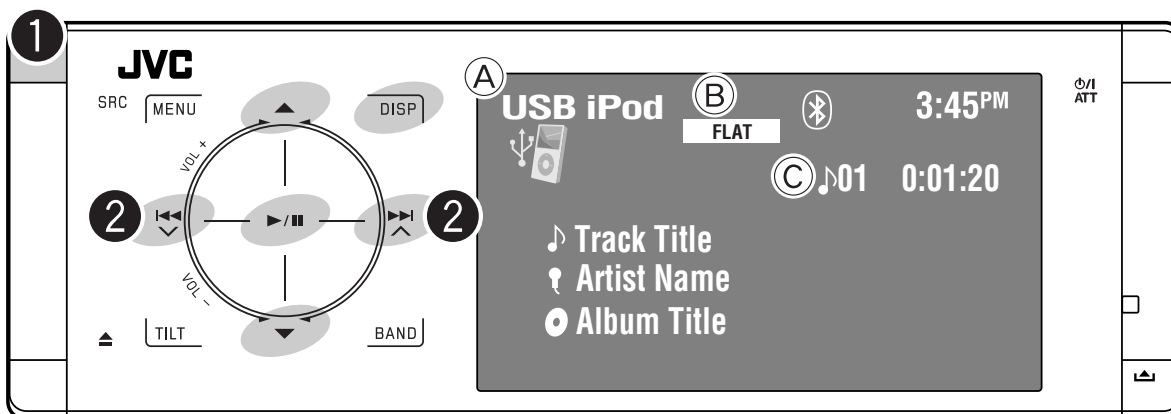 1
JVC
SRC MENU DISP
VOL +
VOL –
2 2
TILT BAND
A
USB iPod
B
FLAT
3:45PM
C ♪01 0:01:20
Track Title
Artist Name
Album Title
⏻/I
ATT